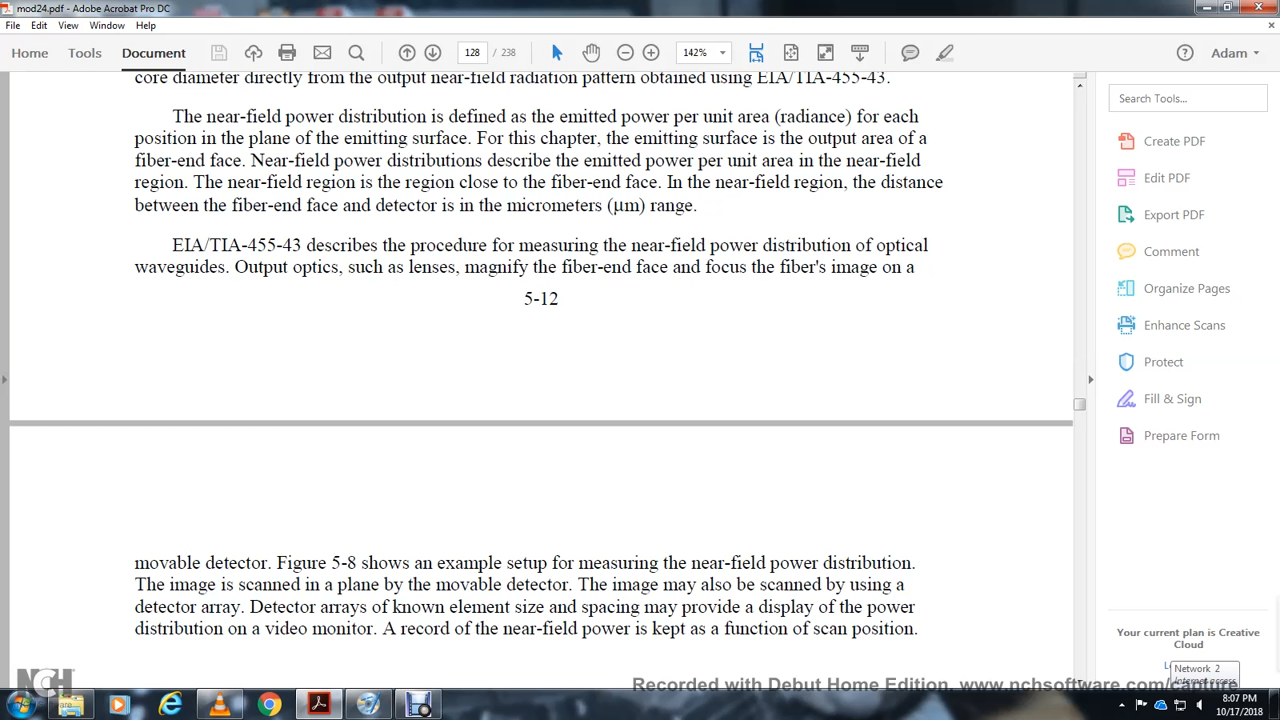 mod24.pdf - Adobe Acrobat Pro DC
File Edit View Window Help
Home Tools Document 128 / 238 142% Adam
core diameter directly from the output near-field radiation pattern obtained using EIA/TIA-455-43.
The near-field power distribution is defined as the emitted power per unit area (radiance) for each
position in the plane of the emitting surface. For this chapter, the emitting surface is the output area of a
fiber-end face. Near-field power distributions describe the emitted power per unit area in the near-field
region. The near-field region is the region close to the fiber-end face. In the near-field region, the distance
between the fiber-end face and detector is in the micrometers (μm) range.
EIA/TIA-455-43 describes the procedure for measuring the near-field power distribution of optical
waveguides. Output optics, such as lenses, magnify the fiber-end face and focus the fiber's image on a
5-12
movable detector. Figure 5-8 shows an example setup for measuring the near-field power distribution.
The image is scanned in a plane by the movable detector. The image may also be scanned by using a
detector array. Detector arrays of known element size and spacing may provide a display of the power
distribution on a video monitor. A record of the near-field power is kept as a function of scan position.
Search Tools...
Create PDF
Edit PDF
Export PDF
Comment
Organize Pages
Enhance Scans
Protect
Fill & Sign
Prepare Form
Your current plan is Creative
Cloud
Network 2
Internet access
NCH
Recorded with Debut Home Edition. www.nchsoftware.com/capture
8:07 PM
10/17/2018